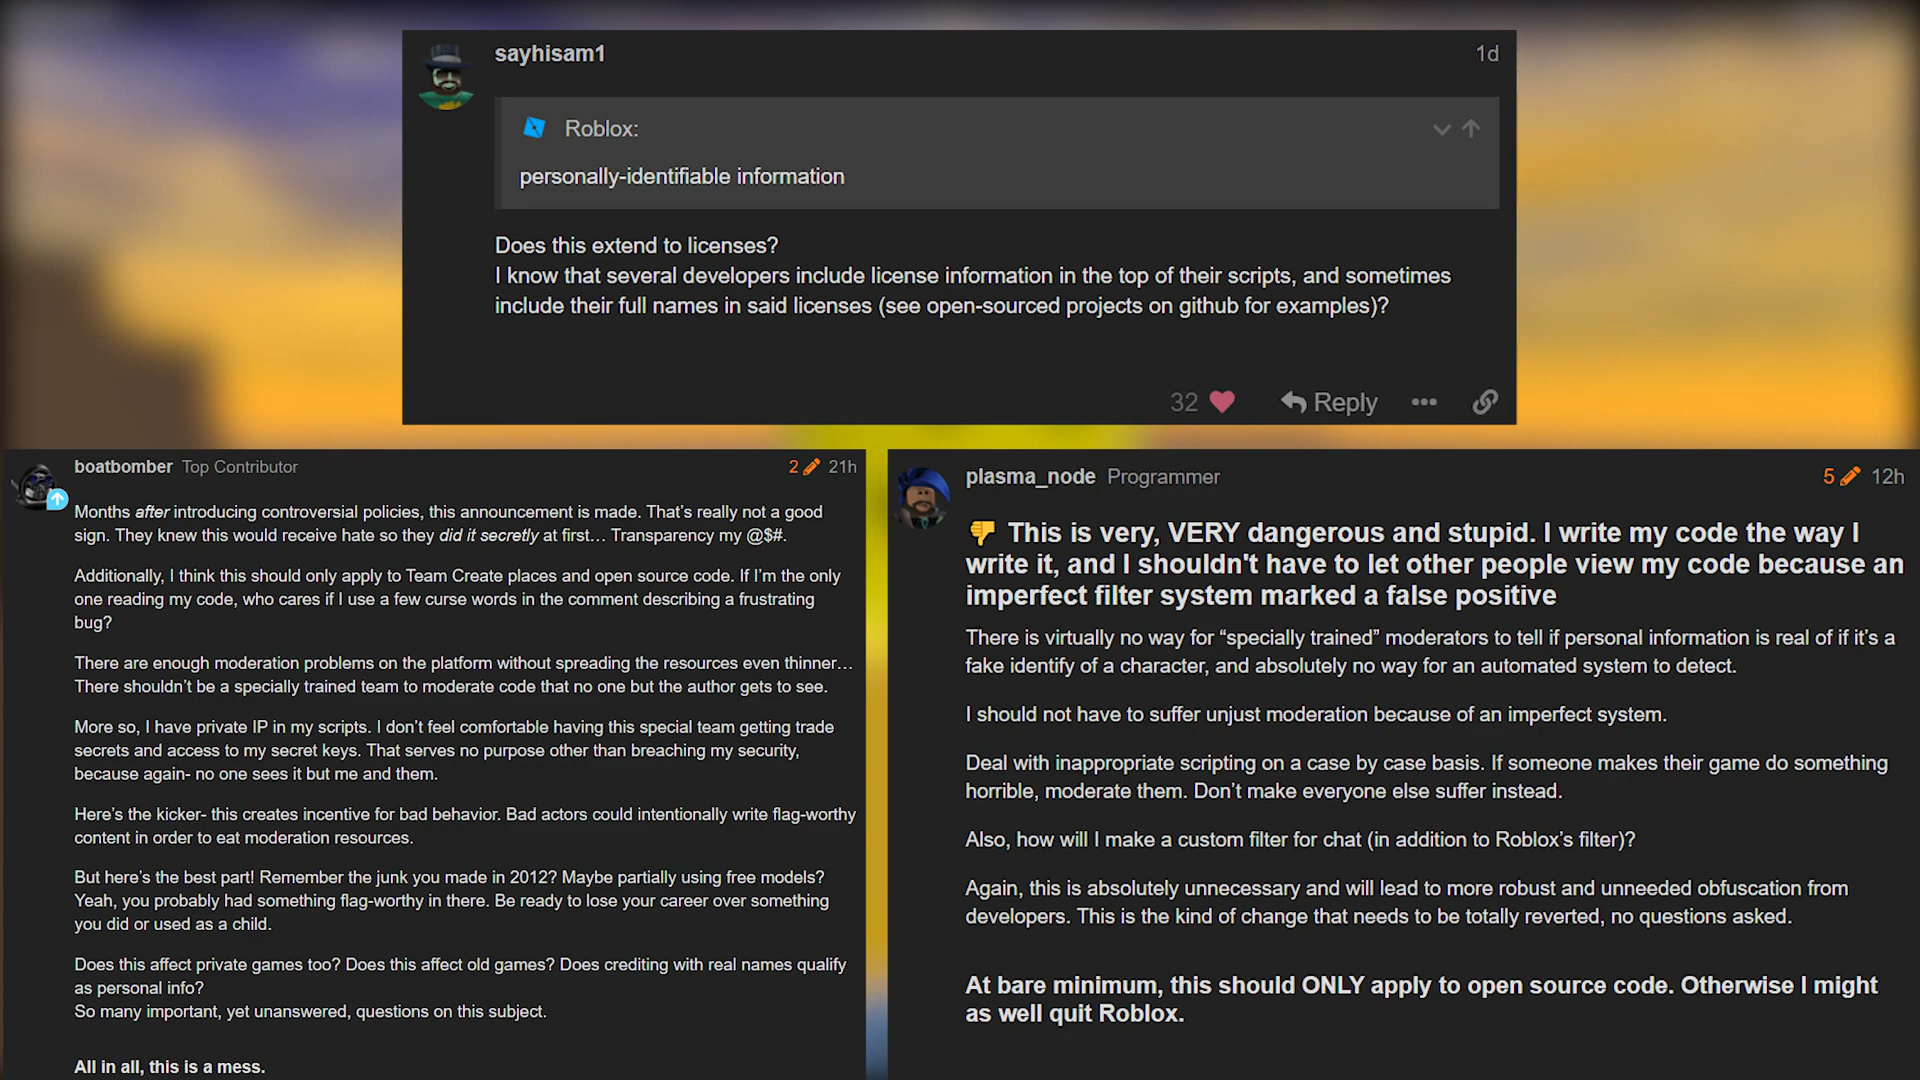 sayhisam1 1d
Roblox:
personally-identifiable information
Does this extend to licenses?
I know that several developers include license information in the top of their scripts, and sometimes
include their full names in said licenses (see open-sourced projects on github for examples)?
32 Reply
boatbomber Top Contributor 2 21h
Months after introducing controversial policies, this announcement is made. That's really not a good
sign. They knew this would receive hate so they did it secretly at first… Transparency my @$#.
Additionally, I think this should only apply to Team Create places and open source code. If I'm the only
one reading my code, who cares if I use a few curse words in the comment describing a frustrating
bug?
There are enough moderation problems on the platform without spreading the resources even thinner…
There shouldn't be a specially trained team to moderate code that no one but the author gets to see.
More so, I have private IP in my scripts. I don't feel comfortable having this special team getting trade
secrets and access to my secret keys. That serves no purpose other than breaching my security,
because again- no one sees it but me and them.
Here's the kicker- this creates incentive for bad behavior. Bad actors could intentionally write flag-worthy
content in order to eat moderation resources.
But here's the best part! Remember the junk you made in 2012? Maybe partially using free models?
Yeah, you probably had something flag-worthy in there. Be ready to lose your career over something
you did or used as a child.
Does this affect private games too? Does this affect old games? Does crediting with real names qualify
as personal info?
So many important, yet unanswered, questions on this subject.
All in all, this is a mess.
plasma_node Programmer 5 12h
👎 This is very, VERY dangerous and stupid. I write my code the way I
write it, and I shouldn't have to let other people view my code because an
imperfect filter system marked a false positive
There is virtually no way for “specially trained” moderators to tell if personal information is real of if it's a
fake identify of a character, and absolutely no way for an automated system to detect.
I should not have to suffer unjust moderation because of an imperfect system.
Deal with inappropriate scripting on a case by case basis. If someone makes their game do something
horrible, moderate them. Don't make everyone else suffer instead.
Also, how will I make a custom filter for chat (in addition to Roblox's filter)?
Again, this is absolutely unnecessary and will lead to more robust and unneeded obfuscation from
developers. This is the kind of change that needs to be totally reverted, no questions asked.
At bare minimum, this should ONLY apply to open source code. Otherwise I might
as well quit Roblox.